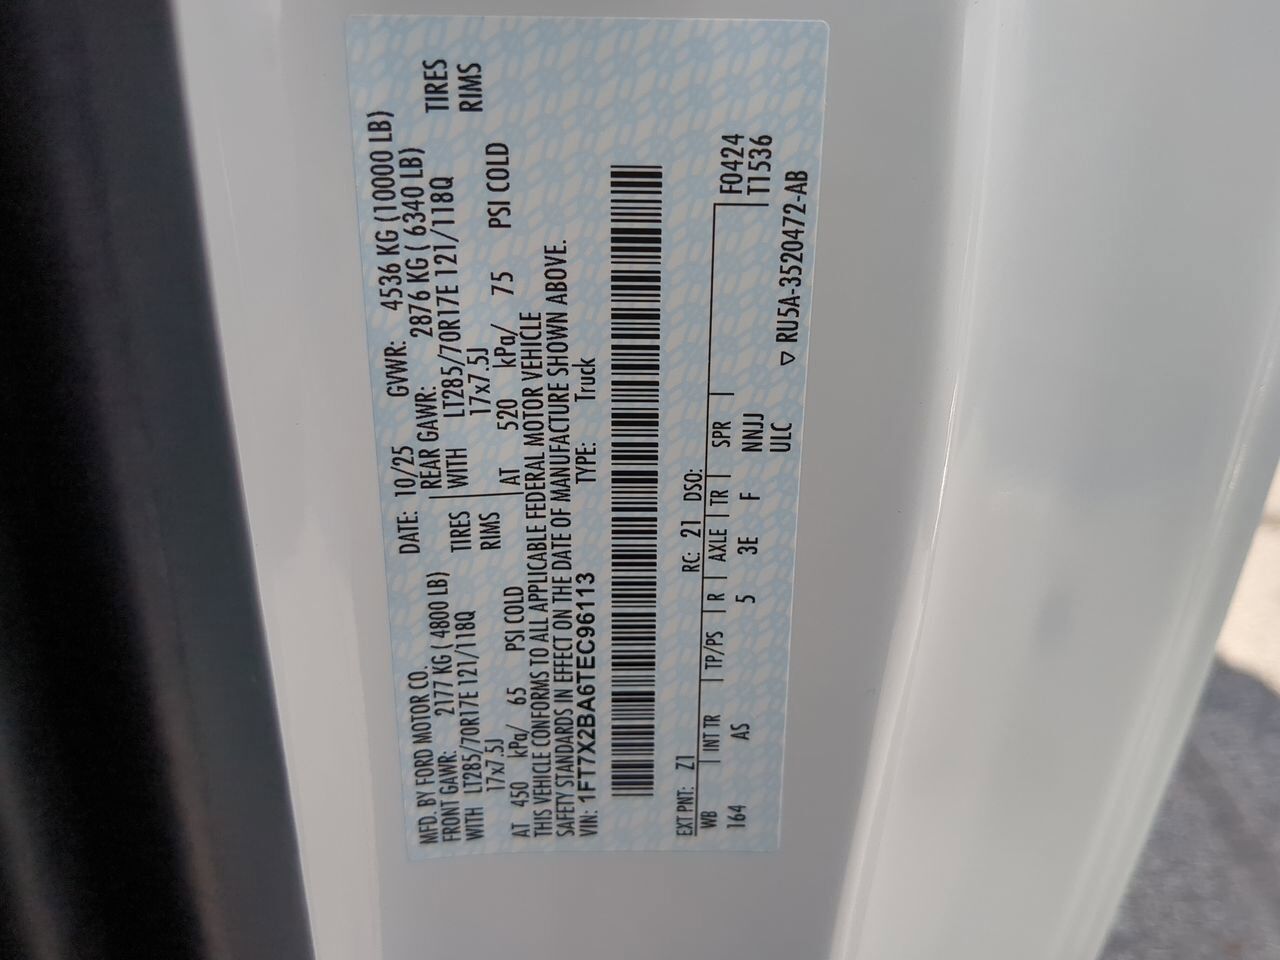 MFD. BY FORD MOTOR CO. DATE: 10/25 GVWR: 4536 KG (10000 LB)
FRONT GAWR: 2177 KG ( 4800 LB) REAR GAWR: 2876 KG ( 6340 LB)
WITH LT285/70R17E 121/118Q TIRES WITH LT285/70R17E 121/118Q TIRES
17x7.5J RIMS 17x7.5J RIMS
AT 450 kPa/ 65 PSI COLD AT 520 kPa/ 75 PSI COLD
THIS VEHICLE CONFORMS TO ALL APPLICABLE FEDERAL MOTOR VEHICLE
SAFETY STANDARDS IN EFFECT ON THE DATE OF MANUFACTURE SHOWN ABOVE.
VIN: 1FT7X2BA6TEC96113 TYPE: Truck
EXT PNT: Z1 RC: 21 DSO:
WB INT TR TP/PS R AXLE TR SPR F0424
164 AS 5 3E F NNJJ T1536
ULC ▽ RU5A-3520472-AB